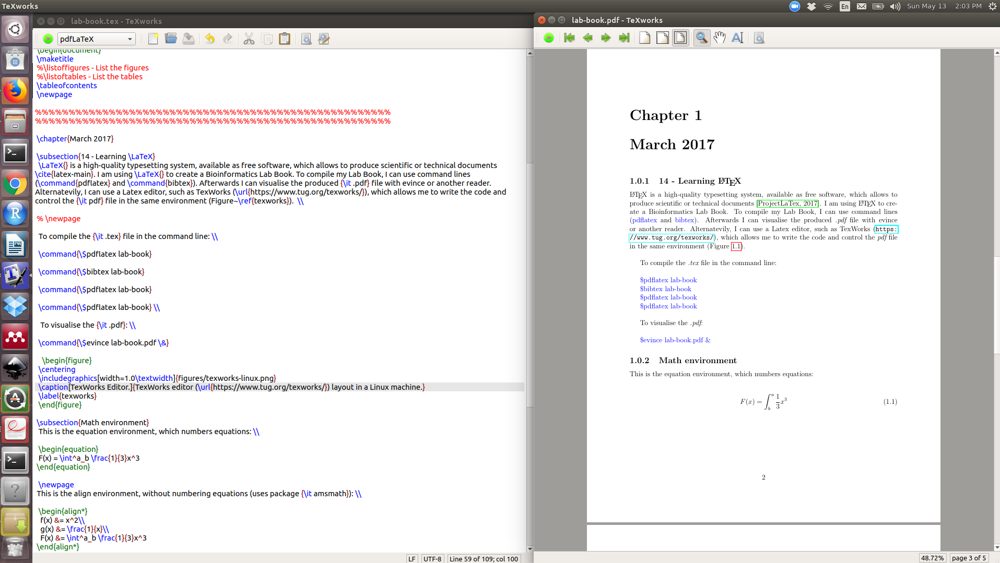 TeXworks
En
Sun May 13
2:03 PM
lab-book.tex - TeXworks
pdfLaTeX
\begin{document}
\maketitle
%\listoffigures - List the figures
%\listoftables - List the tables
\tableofcontents
\newpage
%%%%%%%%%%%%%%%%%%%%%%%%%%%%%%%%%%%%%%%%%%%%%%%%%%%%%
%%%%%%%%%%%%%%%%%%%%%%%%%%%%%%%%%%%%%%%%%%%%%%%%%%%%%
\chapter{March 2017}
\subsection{14 - Learning \LaTeX}
\LaTeX{} is a high-quality typesetting system, available as free software, which allows to produce scientific or technical documents
\cite{latex-main}. I am using \LaTeX{} to create a Bioinformatics Lab Book. To compile my Lab Book, I can use command lines
(\command{pdflatex} and \command{bibtex}). Afterwards I can visualise the produced {\it .pdf} file with evince or another reader.
Alternatevily, I can use a Latex editor, such as TexWorks (\url{https://www.tug.org/texworks/}), which allows me to write the code and
control the {\it pdf} file in the same environment (Figure~\ref{texworks}). \\
% \newpage
To compile the {\it .tex} file in the command line: \\
\command{\$pdflatex lab-book}
\command{\$bibtex lab-book}
\command{\$pdflatex lab-book}
\command{\$pdflatex lab-book} \\
To visualise the {\it .pdf}: \\
\command{\$evince lab-book.pdf \&}
\begin{figure}
\centering
\includegraphics[width=1.0\textwidth]{figures/texworks-linux.png}
\caption[TexWorks Editor.]{TexWorks editor (\url{https://www.tug.org/texworks/}) layout in a Linux machine.}
\label{texworks}
\end{figure}
\subsection{Math environment}
This is the equation environment, which numbers equations: \\
\begin{equation}
F(x) = \int^a_b \frac{1}{3}x^3
\end{equation}
\newpage
This is the align environment, without numbering equations (uses package {\it amsmath}): \\
\begin{align*}
f(x) &= x^2\\
g(x) &= \frac{1}{x}\\
F(x) &= \int^a_b \frac{1}{3}x^3
\end{align*}
LF
UTF-8
Line 59 of 109; col 100
lab-book.pdf - TeXworks
Chapter 1
March 2017
1.0.1 14 - Learning LATEX
LATEX is a high-quality typesetting system, available as free software, which allows to
produce scientific or technical documents [ProjectLaTex, 2017]. I am using LATEX to cre-
ate a Bioinformatics Lab Book. To compile my Lab Book, I can use command lines
(pdflatex and bibtex). Afterwards I can visualise the produced .pdf file with evince
or another reader. Alternatevily, I can use a Latex editor, such as TexWorks (https:
//www.tug.org/texworks/), which allows me to write the code and control the pdf file
in the same environment (Figure 1.1).
To compile the .tex file in the command line:
$pdflatex lab-book
$bibtex lab-book
$pdflatex lab-book
$pdflatex lab-book
To visualise the .pdf:
$evince lab-book.pdf &
1.0.2 Math environment
This is the equation environment, which numbers equations:
F(x) = ∫ᵃ_b 1/3 x³ (1.1)
2
48.72%
page 3 of 5